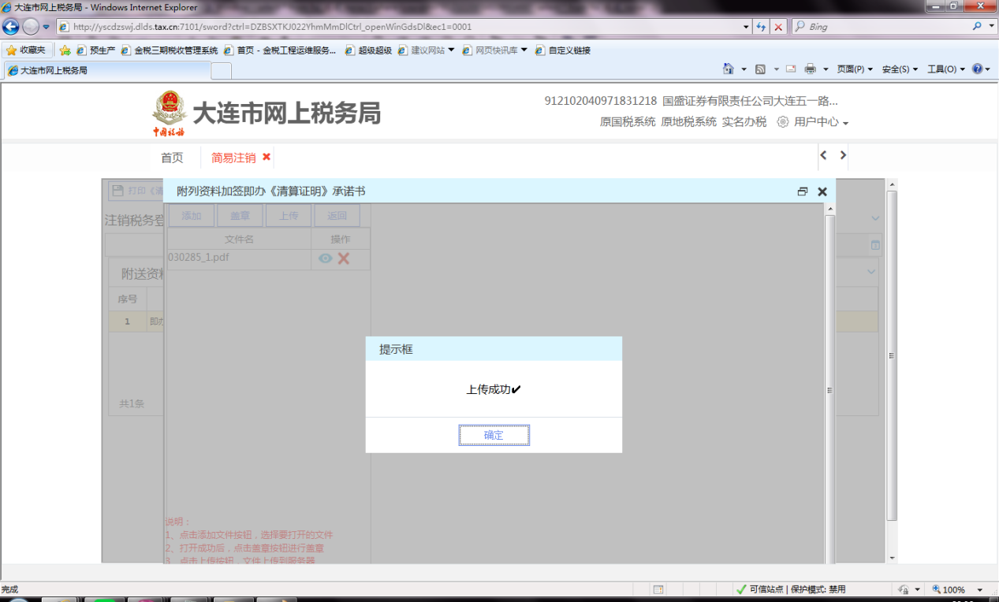 大连市网上税务局 - Windows Internet Explorer
http://yscdzswj.dlds.tax.cn:7101/sword?ctrl=DZBSXTKJ022YhmMmDlCtrl_openWinGdsDl&ec1=0001
Bing
收藏夹 预生产 金税三期税收管理系统 首页 - 金税工程运维服务... 超级超级 建议网站 网页快讯库 自定义链接
大连市网上税务局 页面(P) 安全(S) 工具(O)
中国税务 大连市网上税务局
912102040971831218 国盛证券有限责任公司大连五一路...
原国税系统 原地税系统 实名办税 用户中心
首页 简易注销
打印《清
附列资料加签即办《清算证明》承诺书
注销税务登
添加 盖章 上传 返回
文件名 操作
030285_1.pdf
附送资料
序号
1 即办
提示框
上传成功✔
共1条
确定
说明：
1、点击添加文件按钮，选择要打开的文件
2、打开成功后，点击盖章按钮进行盖章
3、点击上传按钮，文件上传到服务器
完成 可信站点 | 保护模式: 禁用 100%